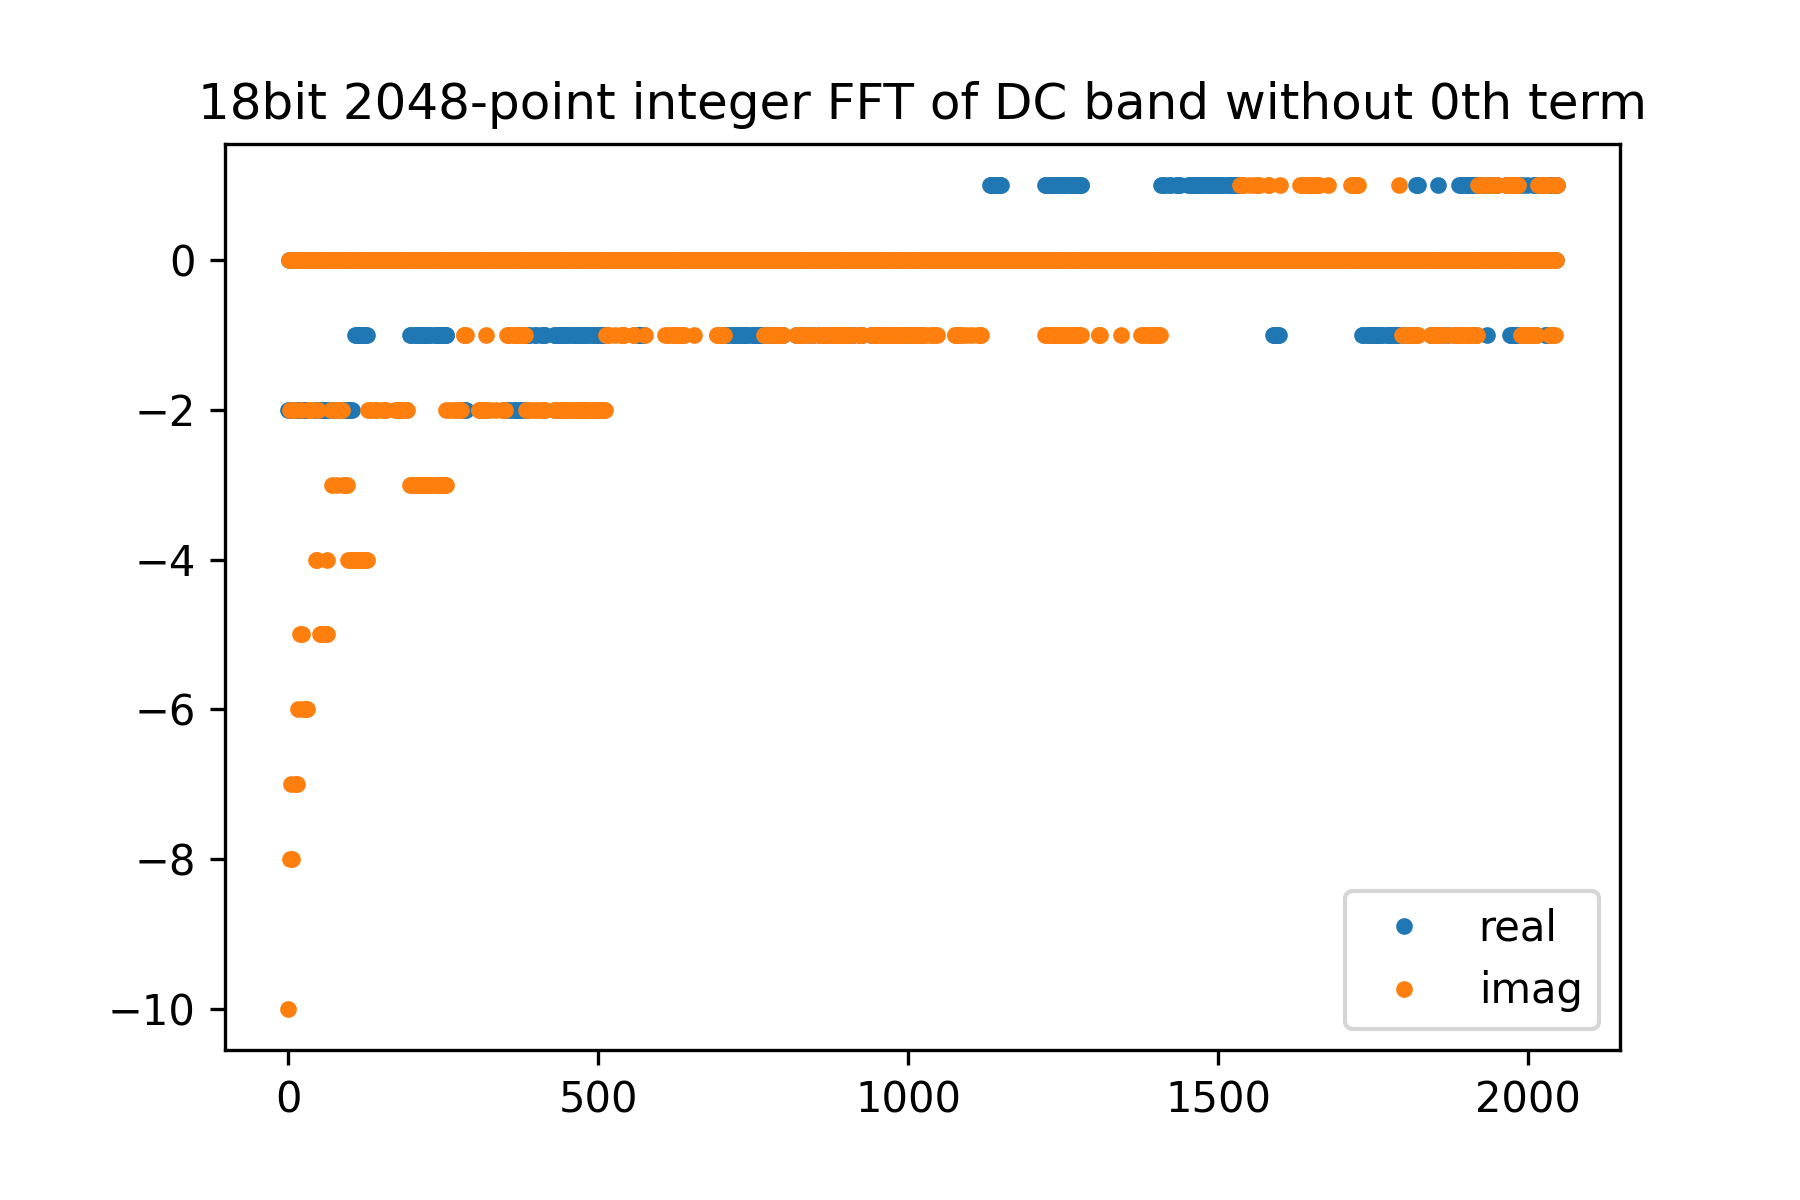 18bit 2048-point integer FFT of DC band without 0th term
0
−2
−4
−6
−8
−10
real
imag
0 500 1000 1500 2000